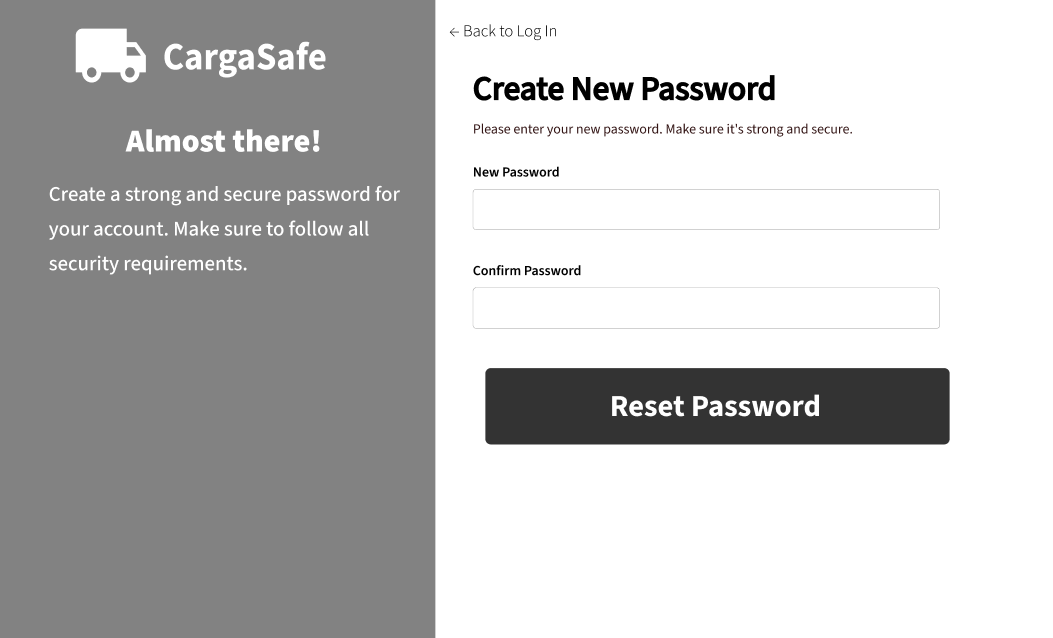 CargaSafe
Almost there!
Create a strong and secure password for
your account. Make sure to follow all
security requirements.
← Back to Log In
Create New Password
Please enter your new password. Make sure it's strong and secure.
New Password
Confirm Password
Reset Password